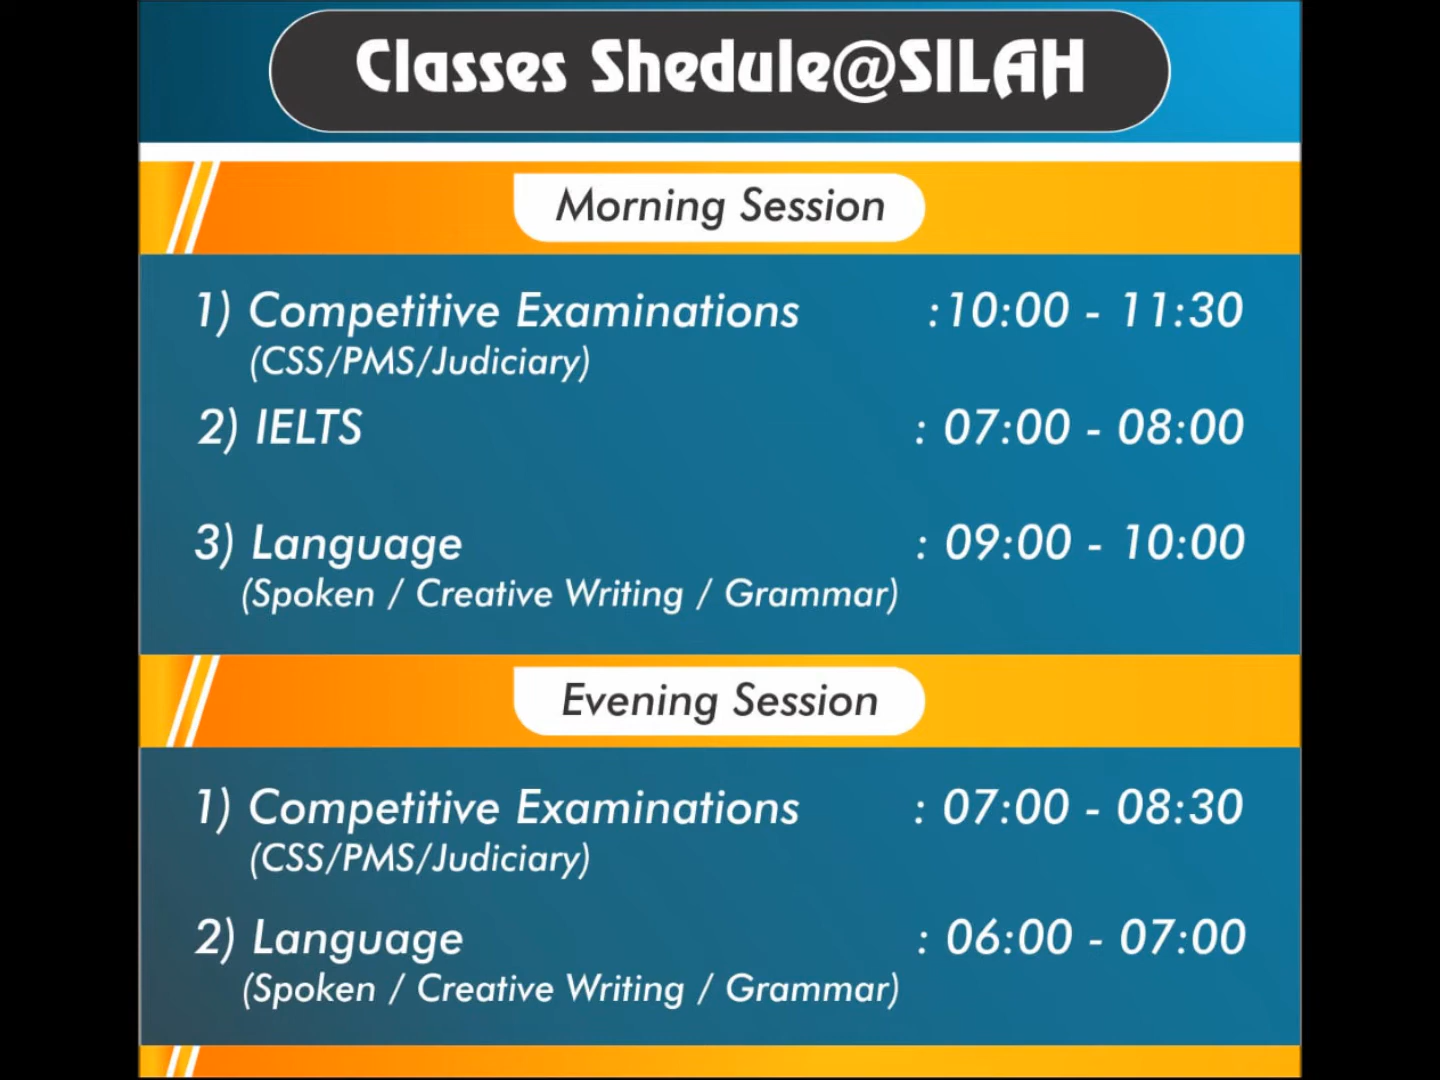 Classes Shedule@SILAH
Morning Session
1) Competitive Examinations :10:00 - 11:30
(CSS/PMS/Judiciary)
2) IELTS : 07:00 - 08:00
3) Language : 09:00 - 10:00
(Spoken / Creative Writing / Grammar)
Evening Session
1) Competitive Examinations : 07:00 - 08:30
(CSS/PMS/Judiciary)
2) Language : 06:00 - 07:00
(Spoken / Creative Writing / Grammar)